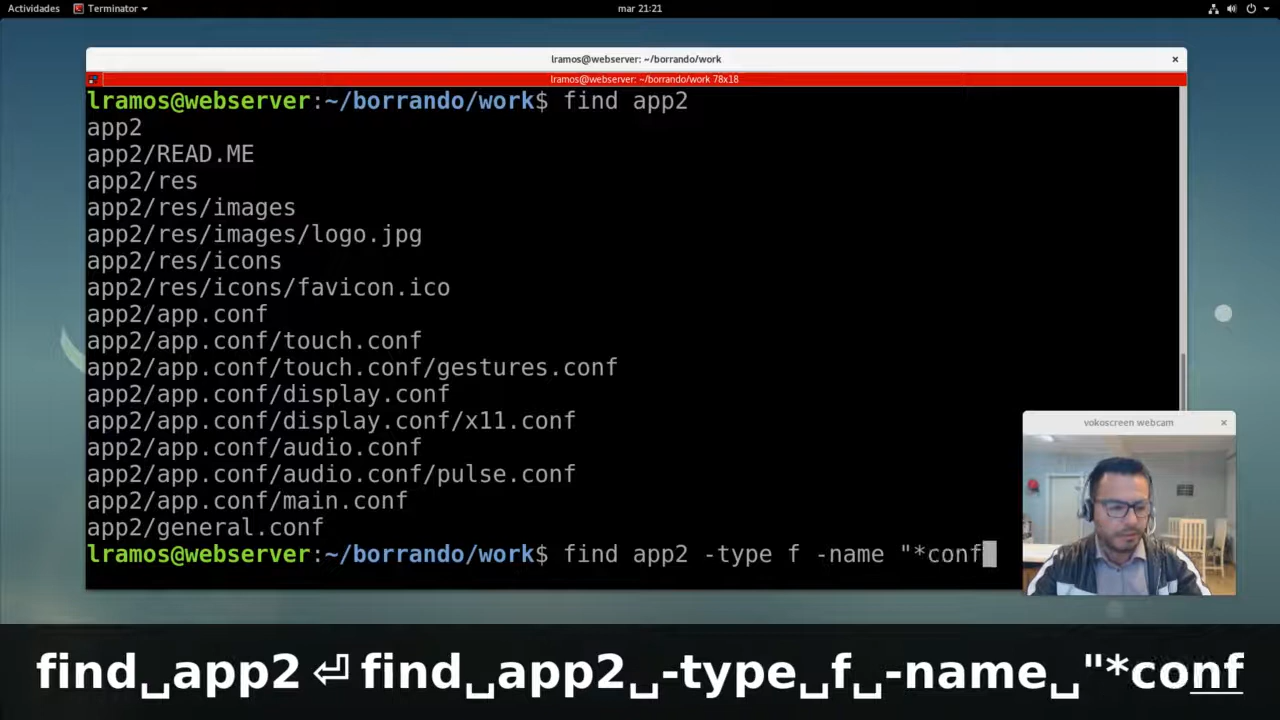 Actividades Terminator mar 21:21
lramos@webserver: ~/borrando/work
lramos@webserver: ~/borrando/work 78x18
lramos@webserver:~/borrando/work$ find app2
app2
app2/READ.ME
app2/res
app2/res/images
app2/res/images/logo.jpg
app2/res/icons
app2/res/icons/favicon.ico
app2/app.conf
app2/app.conf/touch.conf
app2/app.conf/touch.conf/gestures.conf
app2/app.conf/display.conf
app2/app.conf/display.conf/x11.conf
app2/app.conf/audio.conf
app2/app.conf/audio.conf/pulse.conf
app2/app.conf/main.conf
app2/general.conf
lramos@webserver:~/borrando/work$ find app2 -type f -name "*conf
vokoscreen webcam
find␣app2⏎find␣app2␣-type␣f␣-name␣"*conf